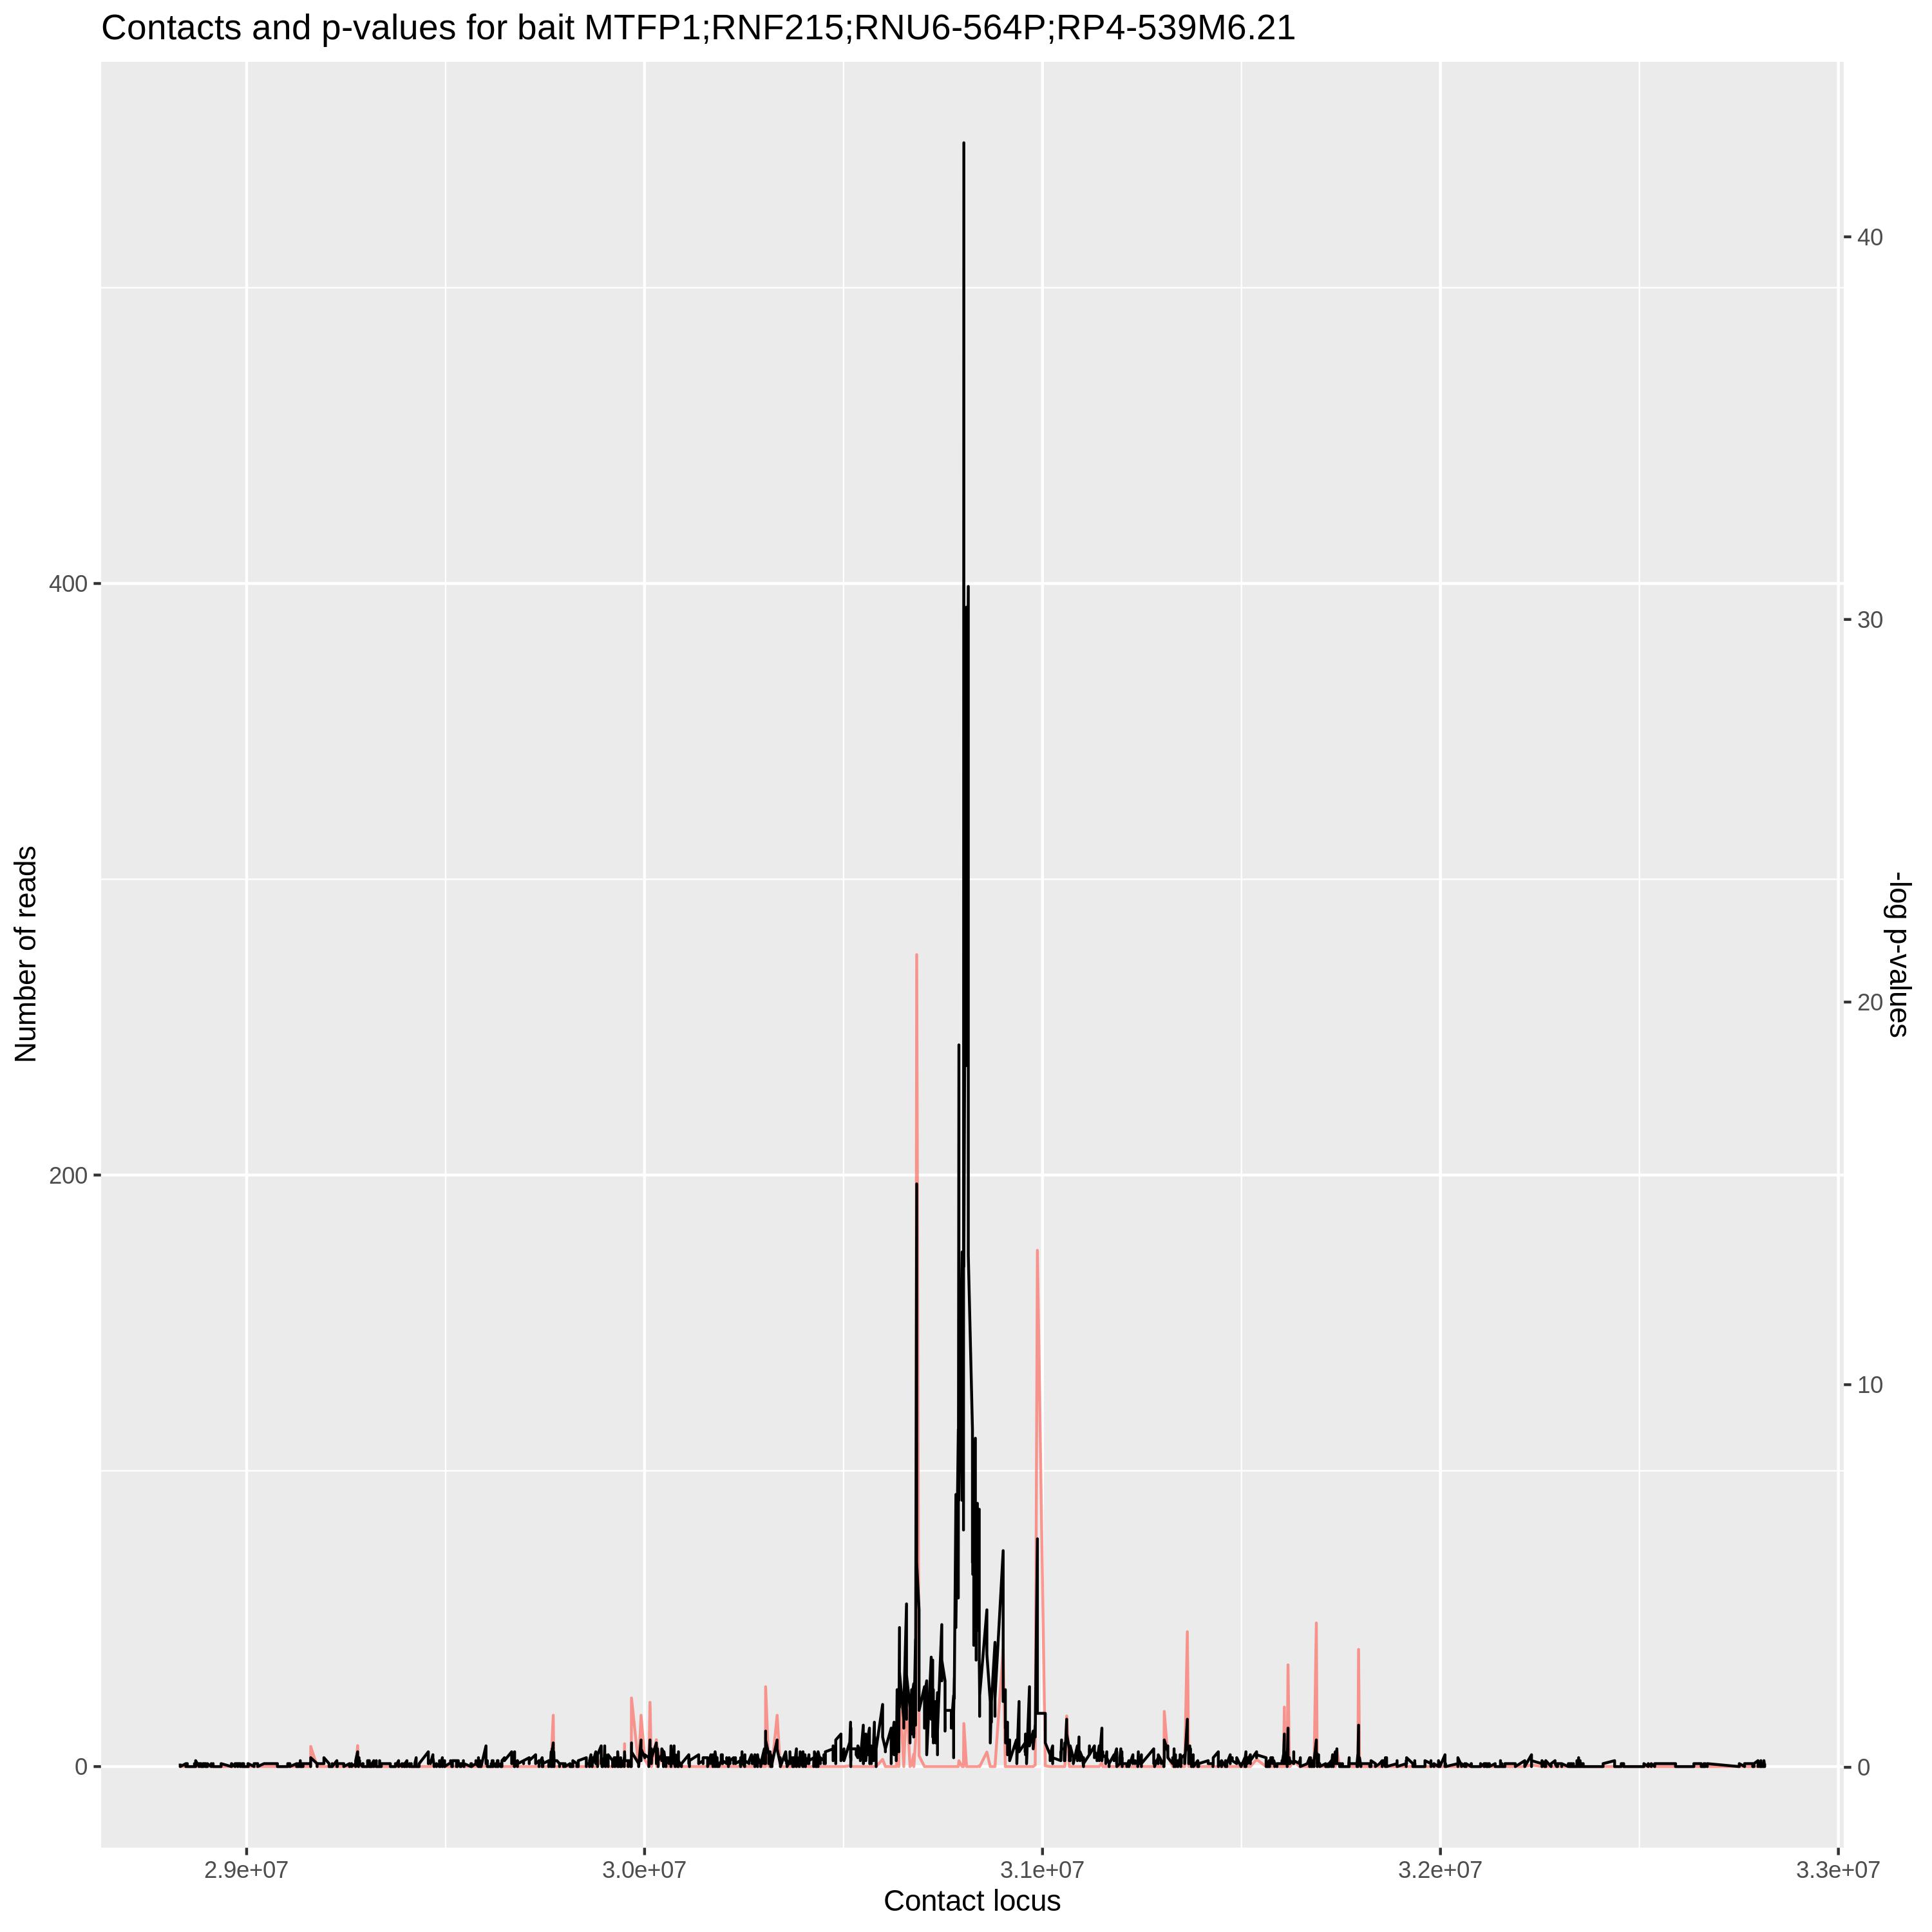 Contacts and p-values for bait MTFP1;RNF215;RNU6-564P;RP4-539M6.21
400
200
0
Number of reads
40
30
20
10
0
-log p-values
2.9e+07
3.0e+07
3.1e+07
3.2e+07
3.3e+07
Contact locus